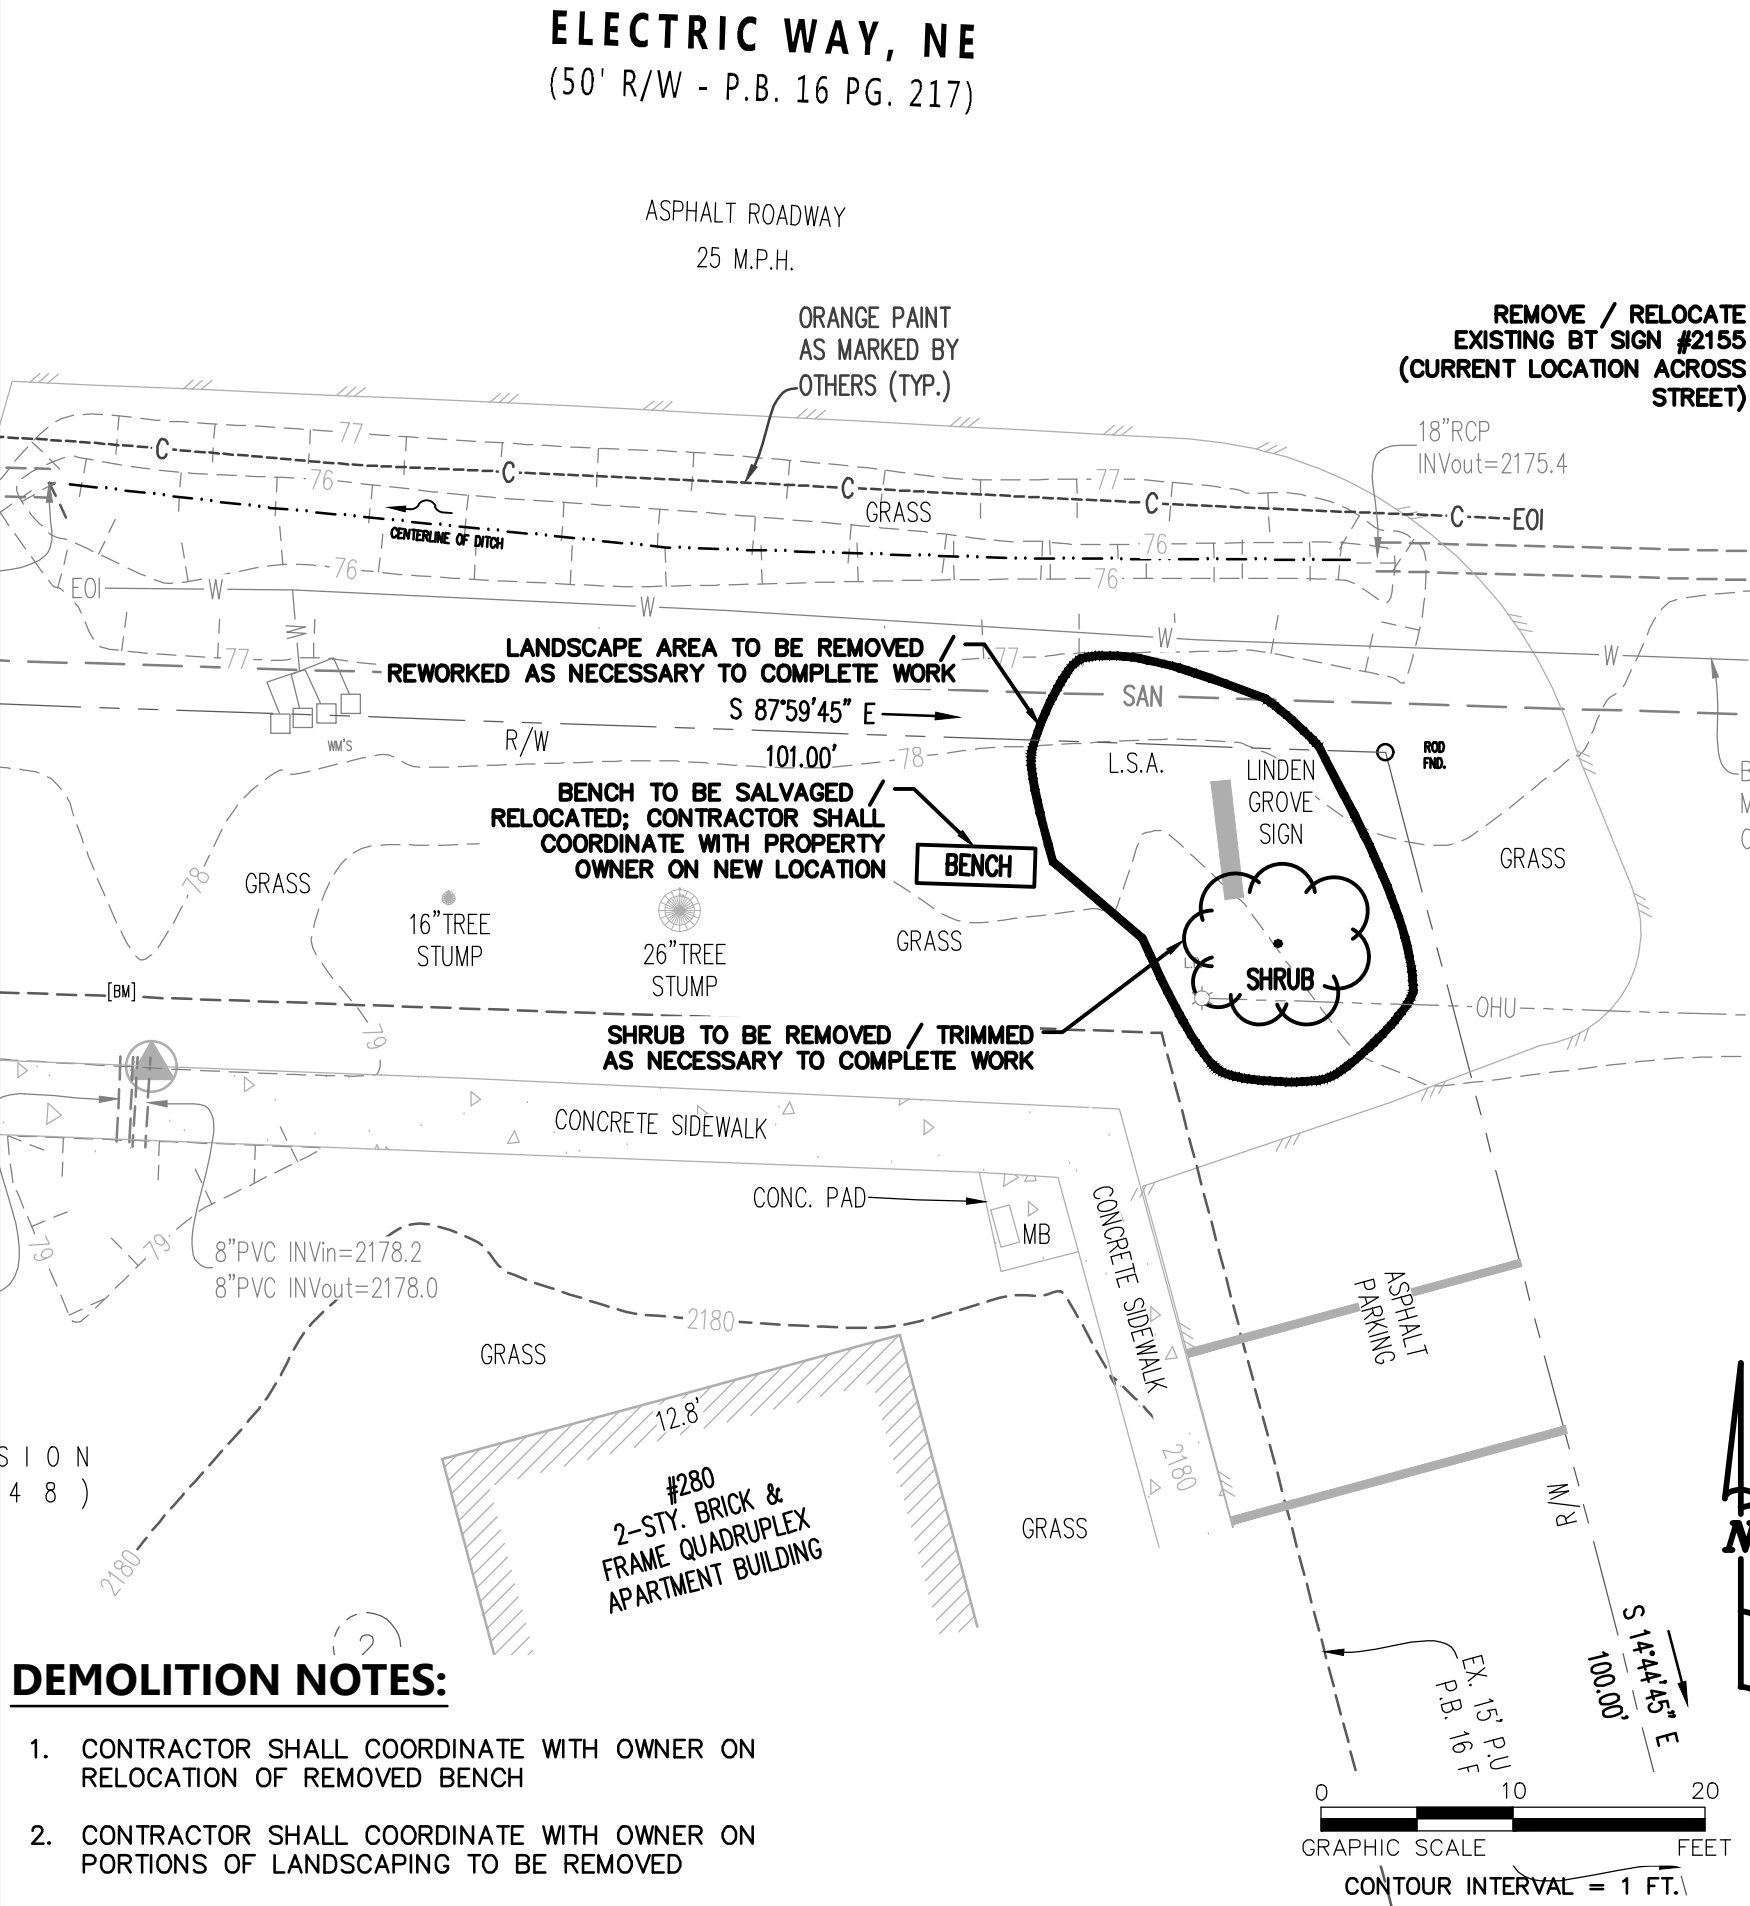 ELECTRIC WAY, NE
(50' R/W - P.B. 16 PG. 217)
ASPHALT ROADWAY
25 M.P.H.
ORANGE PAINT
AS MARKED BY
OTHERS (TYP.)
REMOVE / RELOCATE
EXISTING BT SIGN #2155
(CURRENT LOCATION ACROSS
STREET)
18"RCP
INVout=2175.4
77
C
76
C
C
77
C
C
EOI
GRASS
CENTERLINE OF DITCH
76
76
76
EOI
W
W
W
W
W
77
77
LANDSCAPE AREA TO BE REMOVED /
REWORKED AS NECESSARY TO COMPLETE WORK
SAN
S 87°59'45" E
101.00'
R/W
WM'S
78
L.S.A.
LINDEN
GROVE
SIGN
ROD
FND.
B
M
C
BENCH TO BE SALVAGED /
RELOCATED; CONTRACTOR SHALL
COORDINATE WITH PROPERTY
OWNER ON NEW LOCATION
BENCH
78
GRASS
GRASS
16"TREE
STUMP
26"TREE
STUMP
GRASS
SHRUB
[BM]
OHU
79
SHRUB TO BE REMOVED / TRIMMED
AS NECESSARY TO COMPLETE WORK
CONCRETE SIDEWALK
CONC. PAD
MB
CONCRETE SIDEWALK
79
79
8"PVC INVin=2178.2
8"PVC INVout=2178.0
2180
ASPHALT
PARKING
GRASS
12.8'
#280
2-STY. BRICK &
FRAME QUADRUPLEX
APARTMENT BUILDING
SION
48)
2180
2180
GRASS
R/W
N
2
S 14°44'45" E
100.00'
EX. 15' P.U
P.B. 16 F
DEMOLITION NOTES:
1. CONTRACTOR SHALL COORDINATE WITH OWNER ON
RELOCATION OF REMOVED BENCH
2. CONTRACTOR SHALL COORDINATE WITH OWNER ON
PORTIONS OF LANDSCAPING TO BE REMOVED
0 10 20
GRAPHIC SCALE FEET
CONTOUR INTERVAL = 1 FT.